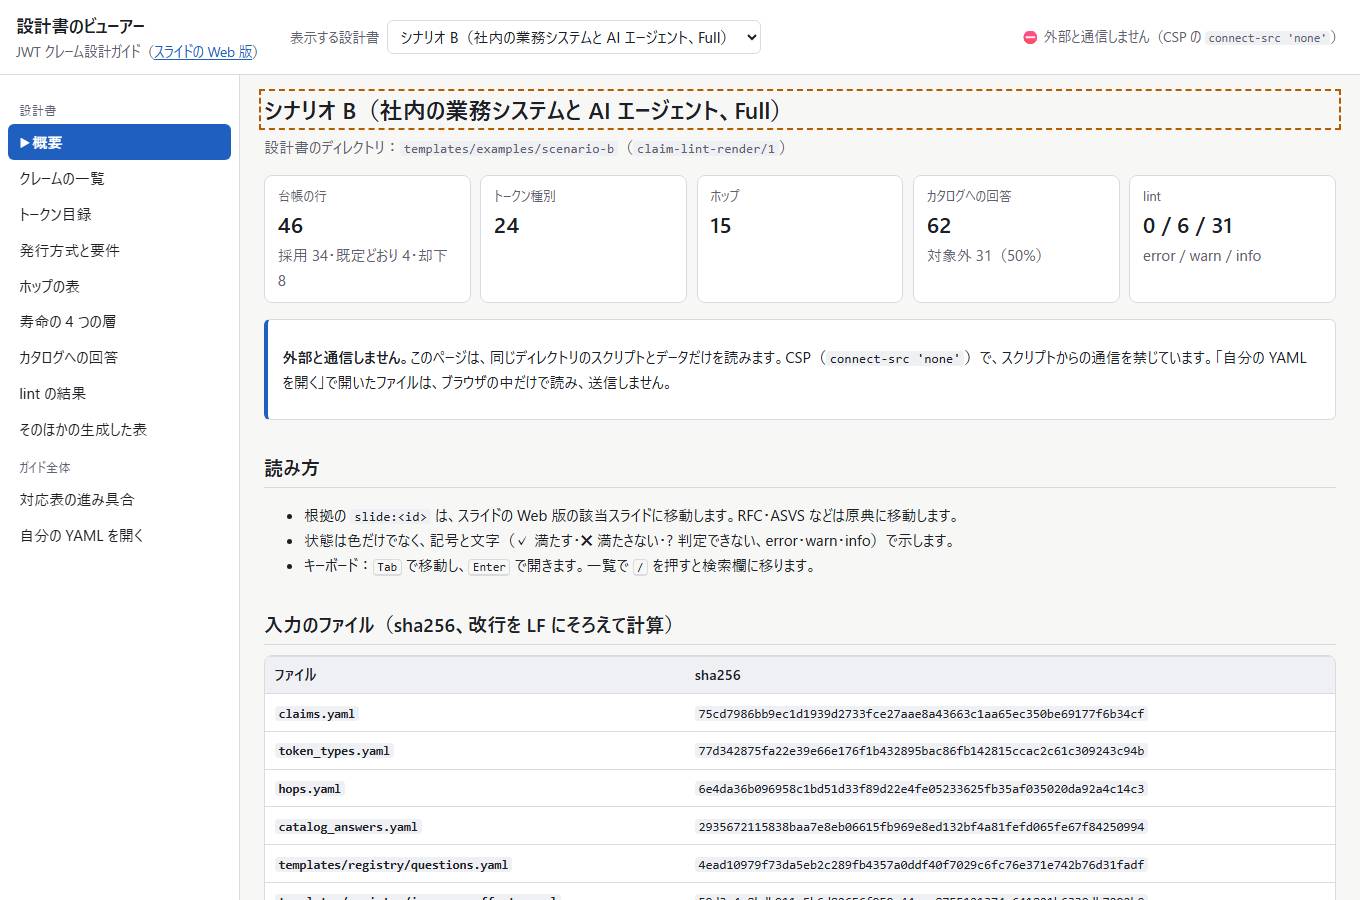 設計書のビューアー
JWT クレーム設計ガイド（スライドの Web 版）
表示する設計書
シナリオ B（社内の業務システムと AI エージェント、Full）
外部と通信しません（CSP の connect-src 'none'）
設計書
▶概要
クレームの一覧
トークン目録
発行方式と要件
ホップの表
寿命の 4 つの層
カタログへの回答
lint の結果
そのほかの生成した表
ガイド全体
対応表の進み具合
自分の YAML を開く
シナリオ B（社内の業務システムと AI エージェント、Full）
設計書のディレクトリ： templates/examples/scenario-b （ claim-lint-render/1 ）
台帳の行
46
採用 34・既定どおり 4・却下
8
トークン種別
24
ホップ
15
カタログへの回答
62
対象外 31（50%）
lint
0 / 6 / 31
error / warn / info
外部と通信しません。このページは、同じディレクトリのスクリプトとデータだけを読みます。CSP（ connect-src 'none' ）で、スクリプトからの通信を禁じています。「自分の YAML
を開く」で開いたファイルは、ブラウザの中だけで読み、送信しません。
読み方
• 根拠の slide:<id> は、スライドの Web 版の該当スライドに移動します。RFC・ASVS などは原典に移動します。
• 状態は色だけでなく、記号と文字（✓ 満たす・✖ 満たさない・? 判定できない、error・warn・info）で示します。
• キーボード： Tab で移動し、 Enter で開きます。一覧で / を押すと検索欄に移ります。
入力のファイル（sha256、改行を LF にそろえて計算）
ファイル sha256
claims.yaml 75cd7986bb9ec1d1939d2733fce27aae8a43663c1aa65ec350be69177f6b34cf
token_types.yaml 77d342875fa22e39e66e176f1b432895bac86fb142815ccac2c61c309243c94b
hops.yaml 6e4da36b096958c1bd51d33f89d22e4fe05233625fb35af035020da92a4c14c3
catalog_answers.yaml 2935672115838baa7e8eb06615fb969e8ed132bf4a81fefd065fe67f84250994
templates/registry/questions.yaml 4ead10979f73da5eb2c289fb4357a0ddf40f7029c6fc76e371e742b76d31fadf